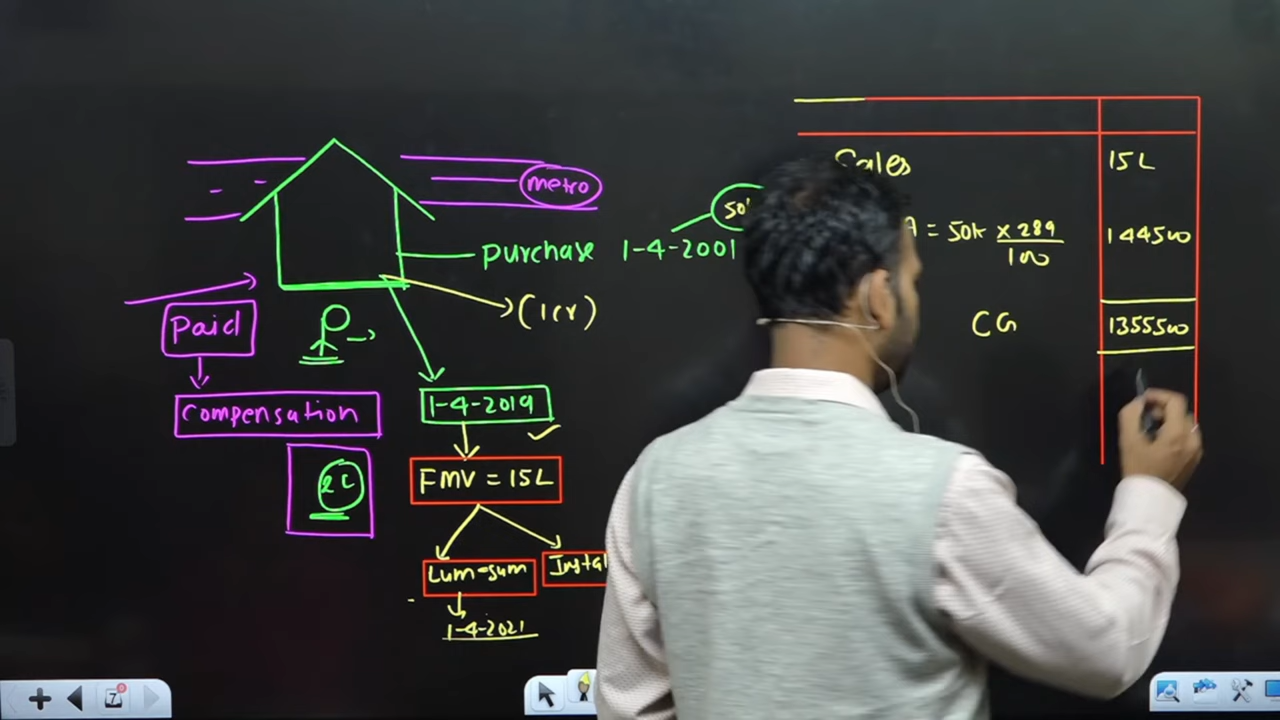 metro
purchase 1-4-2001
→(1cr)
Paid
compensation
1-4-2019
FMV = 15L
Lum-sum
1-4-2021
Sales 15L
= 50k × 289/100 144500
CG 1355500